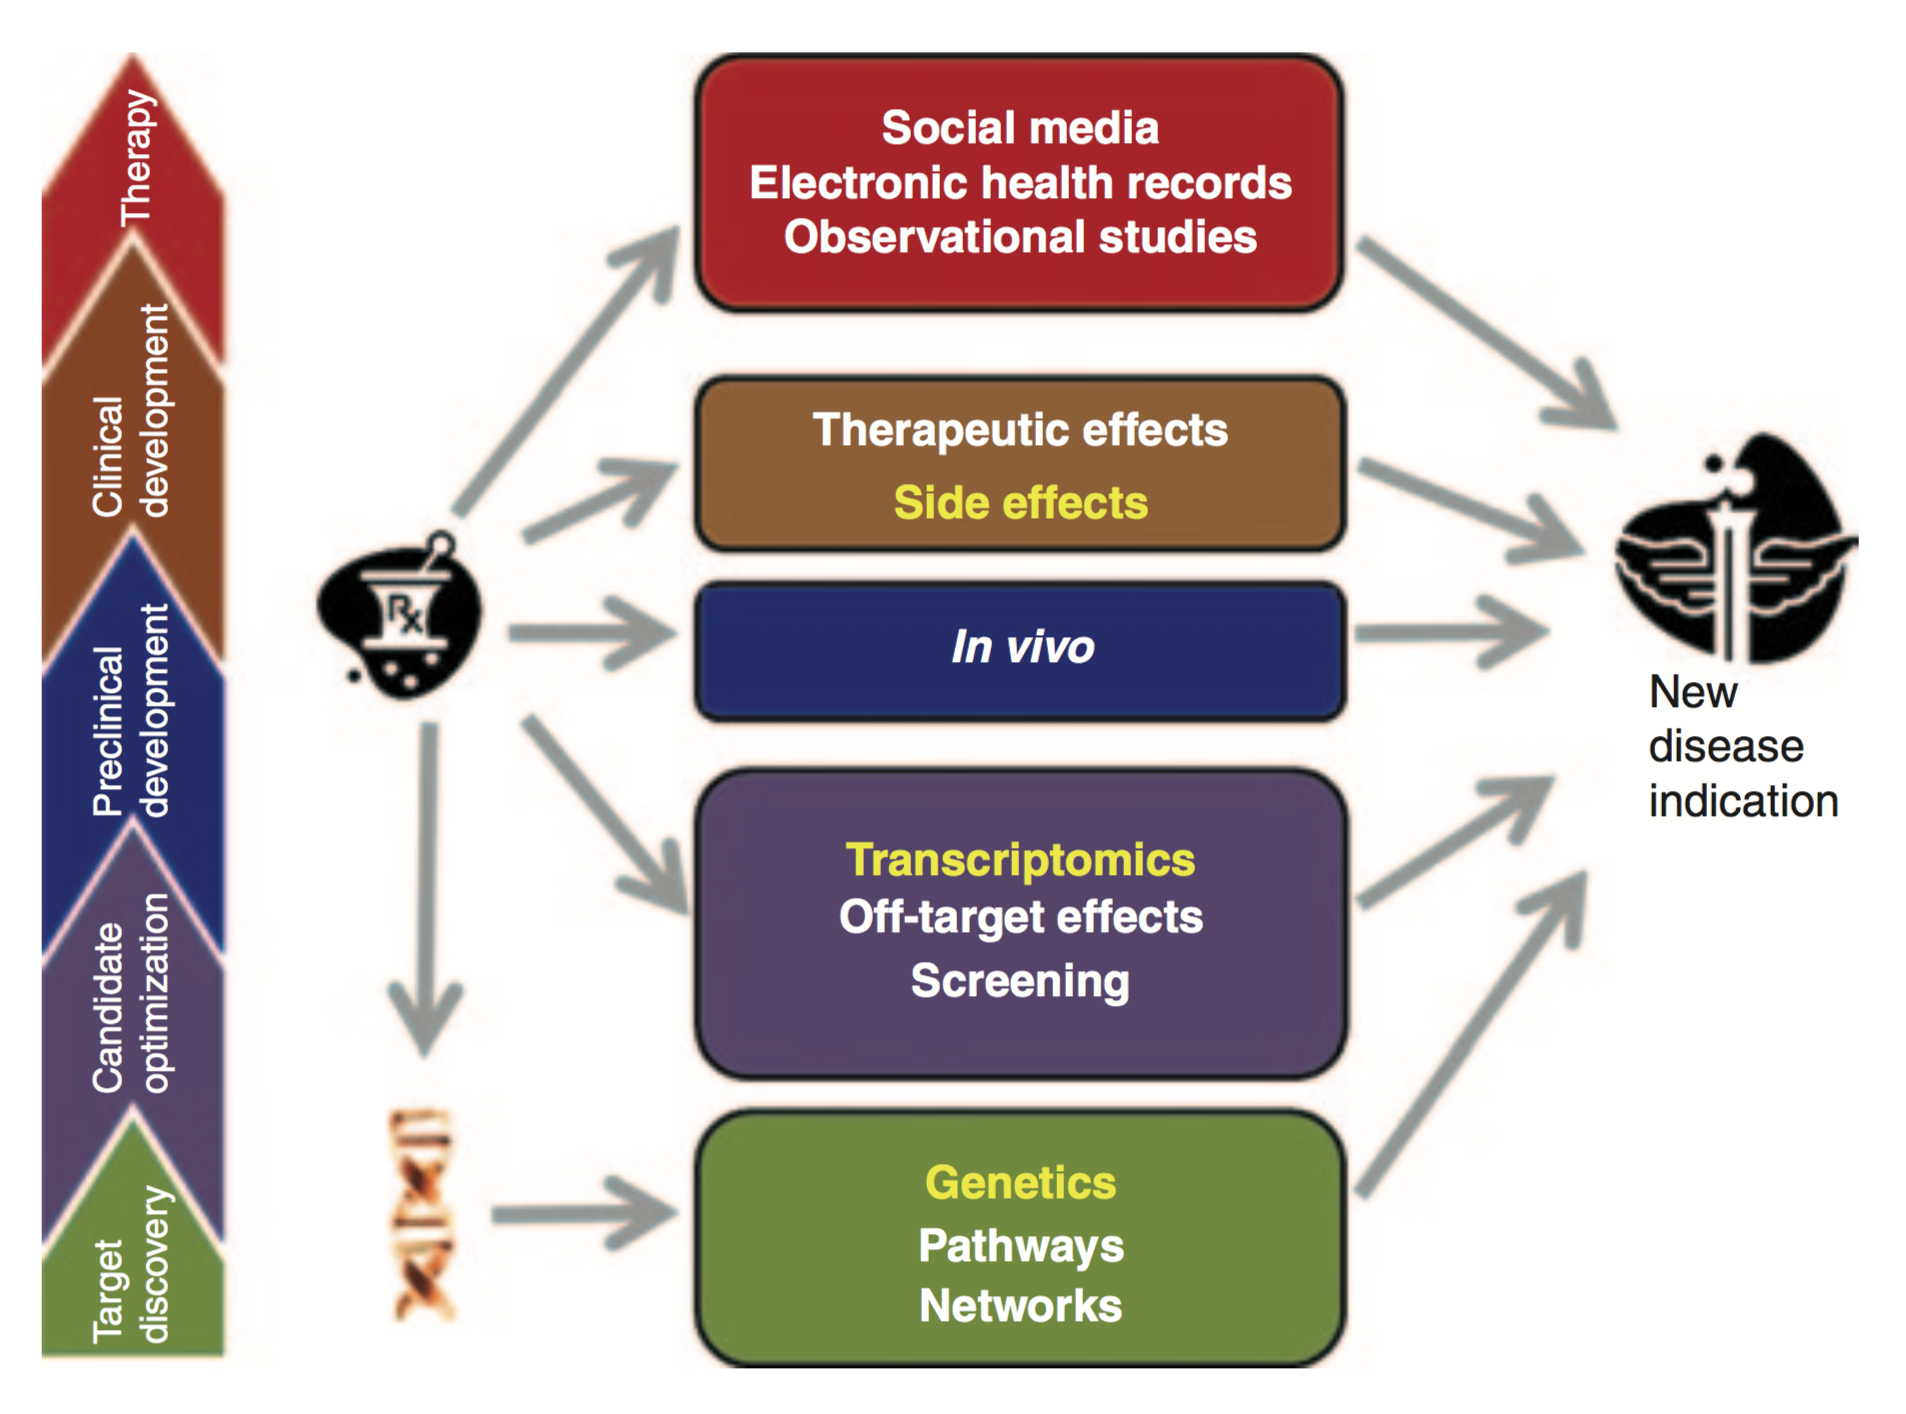 Therapy
Clinical
development
Preclinical
development
Candidate
optimization
Target
discovery
Rx
Social media
Electronic health records
Observational studies
Therapeutic effects
Side effects
In vivo
Transcriptomics
Off-target effects
Screening
Genetics
Pathways
Networks
New
disease
indication